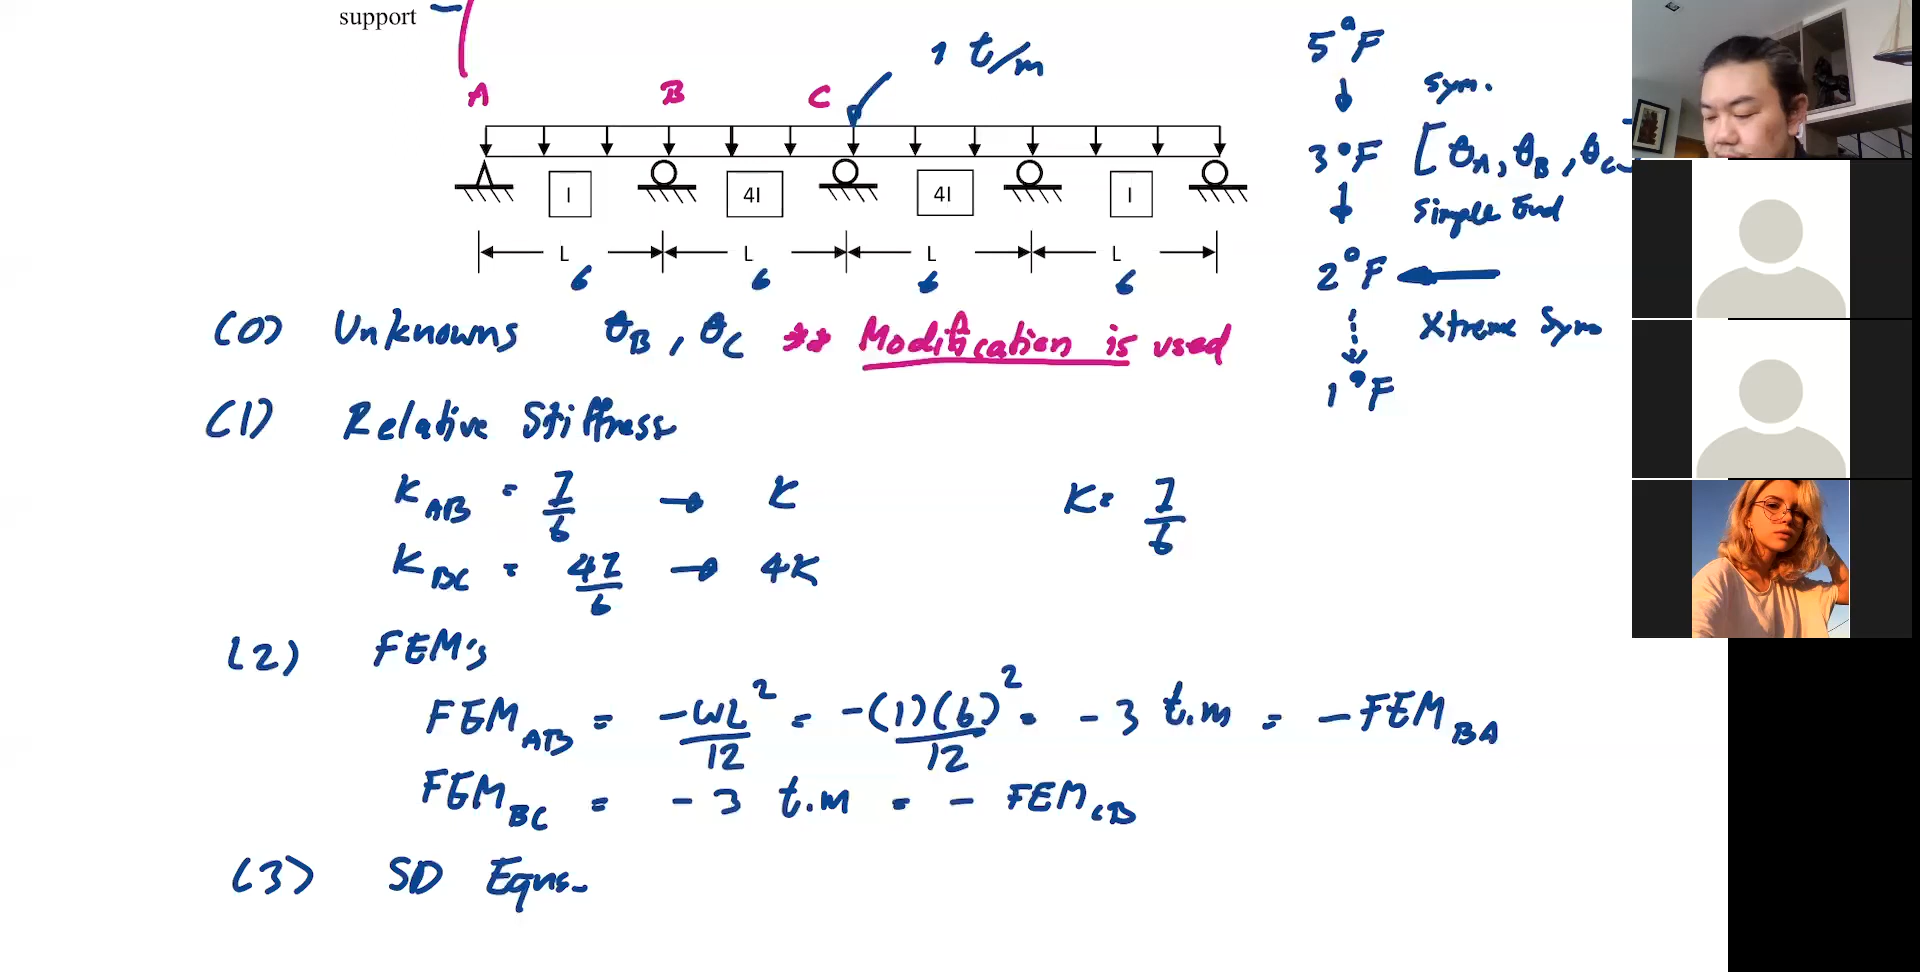 support
1 t/m
A B C
I 4I 4I I
L L L L
6 6 6 6
5°F
sym.
3°F [θA, θB, θC]
Simple End
2°F
Xtreme Sym
1°F
(0) Unknowns θB, θC ** Modification is used
(1) Relative Stiffness
KAB = I/6 → K K = I/6
KBC = 4I/6 → 4K
(2) FEM's
FEMAB = -wL²/12 = -(1)(6)²/12 = -3 t.m = -FEMBA
FEMBC = -3 t.m = - FEMCB
(3) SD Eqns.